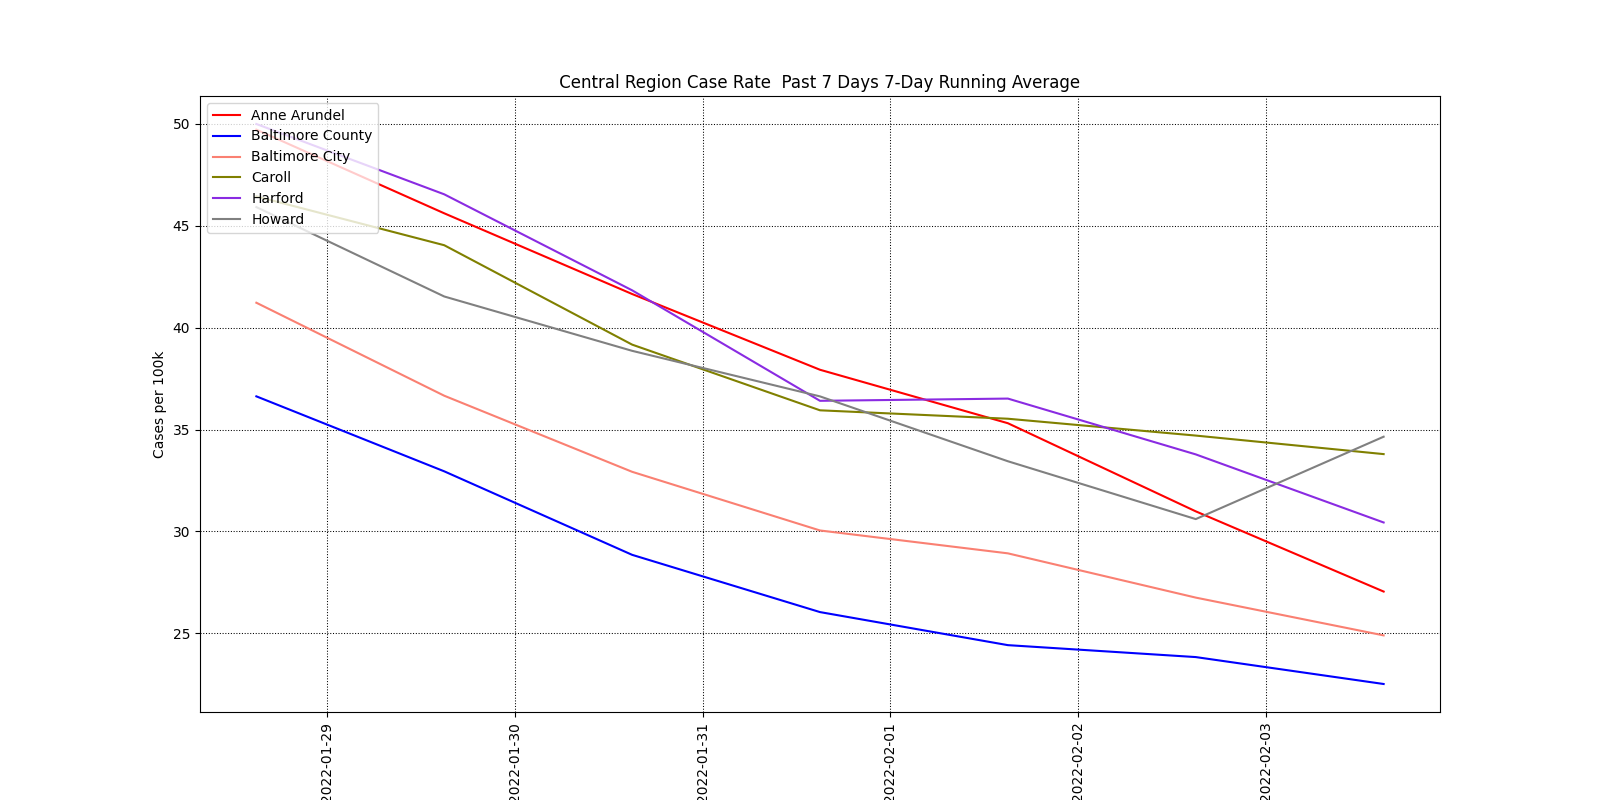 Central Region Case Rate  Past 7 Days 7-Day Running Average
Anne Arundel
Baltimore County
Baltimore City
Caroll
Harford
Howard
Cases per 100k
50
45
40
35
30
25
2022-01-29
2022-01-30
2022-01-31
2022-02-01
2022-02-02
2022-02-03